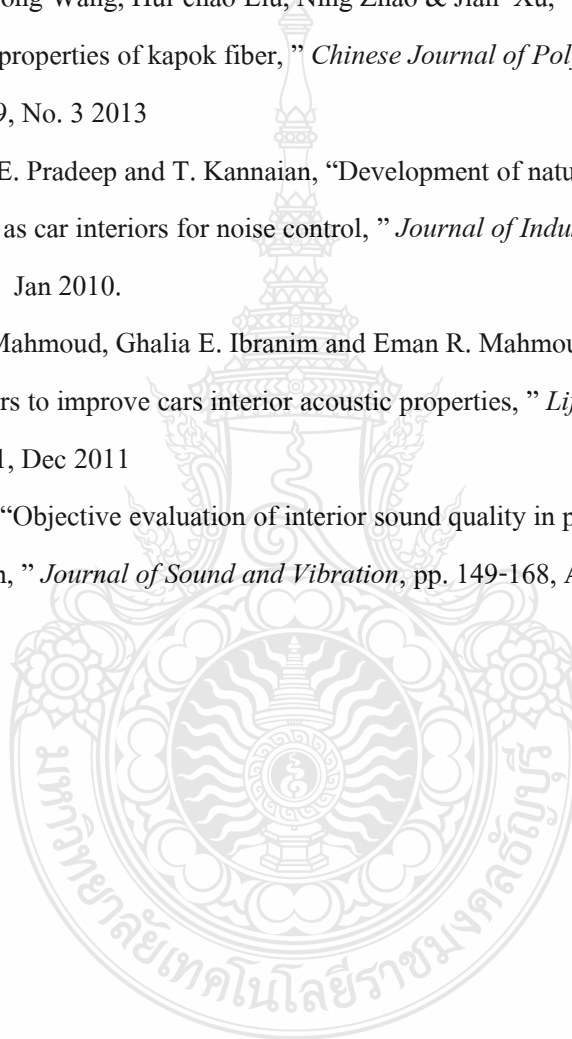 ong Wang, Hui-chao Liu, Ning Zhao & Jian Xu, "
properties of kapok fiber, ” Chinese Journal of Poly
9, No. 3 2013
E. Pradeep and T. Kannaian, “Development of natu
as car interiors for noise control, ” Journal of Indus
Jan 2010.
Mahmoud, Ghalia E. Ibranim and Eman R. Mahmou
rs to improve cars interior acoustic properties, ” Lif
1, Dec 2011
“Objective evaluation of interior sound quality in p
n, ” Journal of Sound and Vibration, pp. 149-168, A
มหาวิทยาลัยเทคโนโลยีราชมงคลธัญบุรี